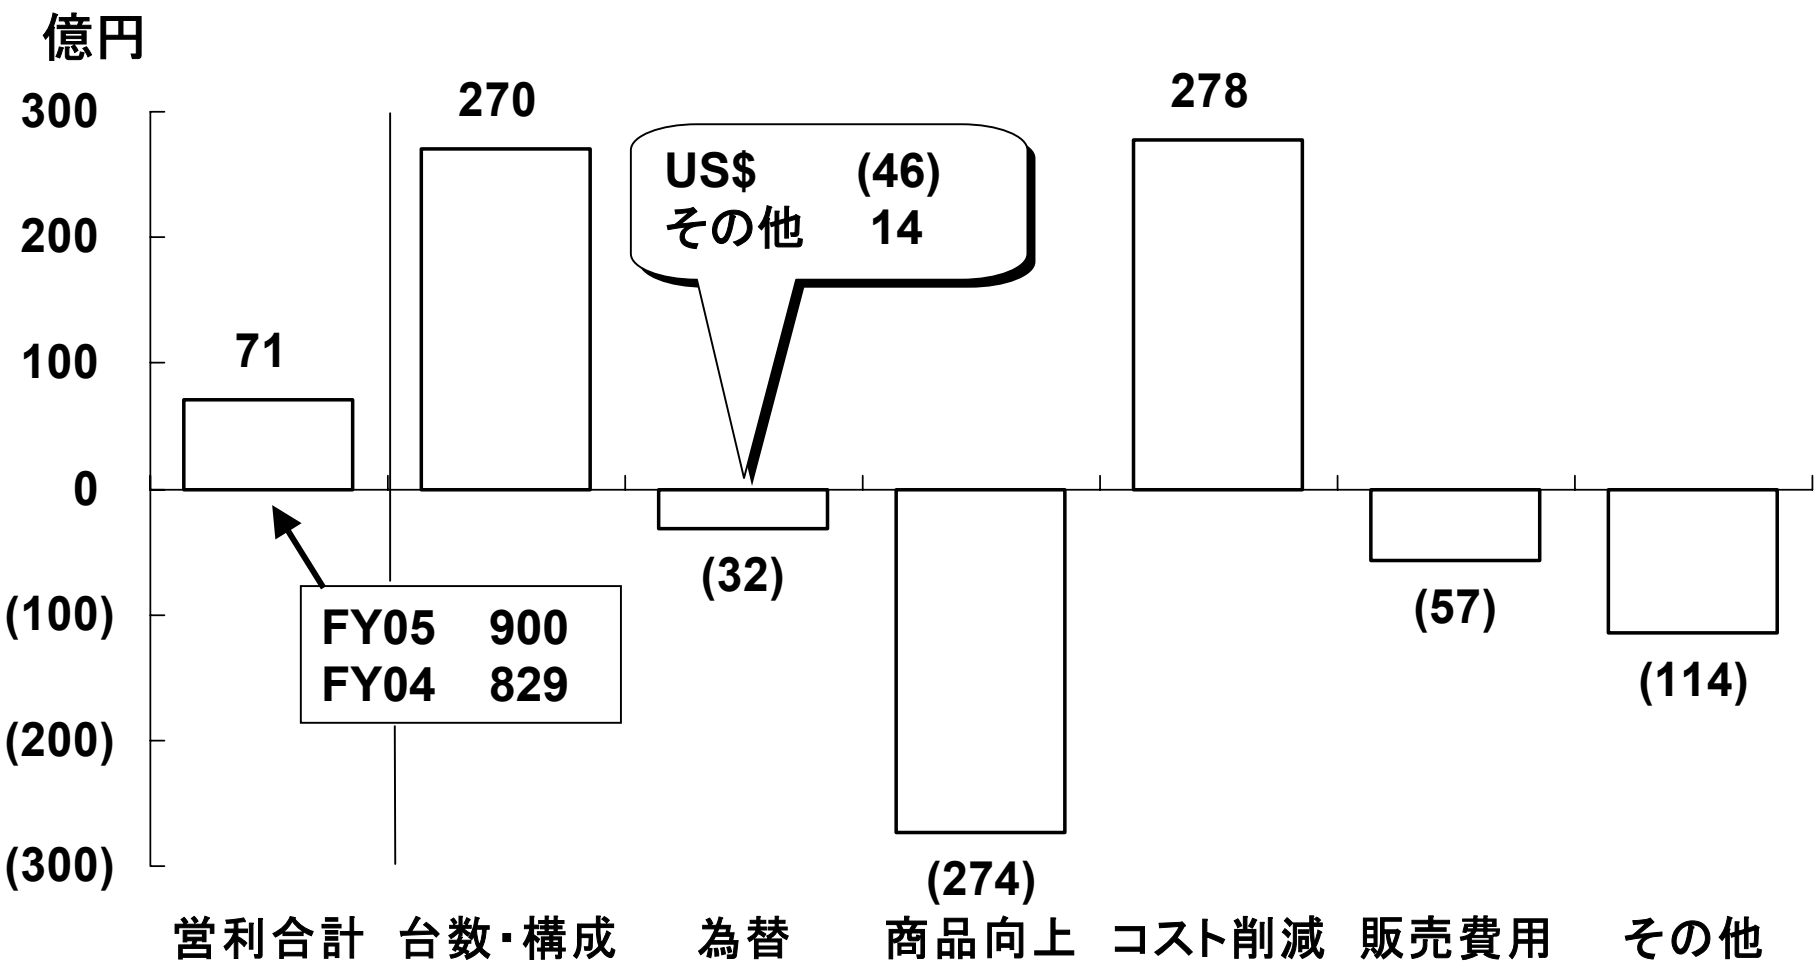 億円
300
200
100
0
(100)
(200)
(300)
71
270
US$ (46)
その他 14
278
(32)
(274)
(57)
(114)
FY05 900
FY04 829
営利合計 台数・構成 為替 商品向上 コスト削減 販売費用 その他